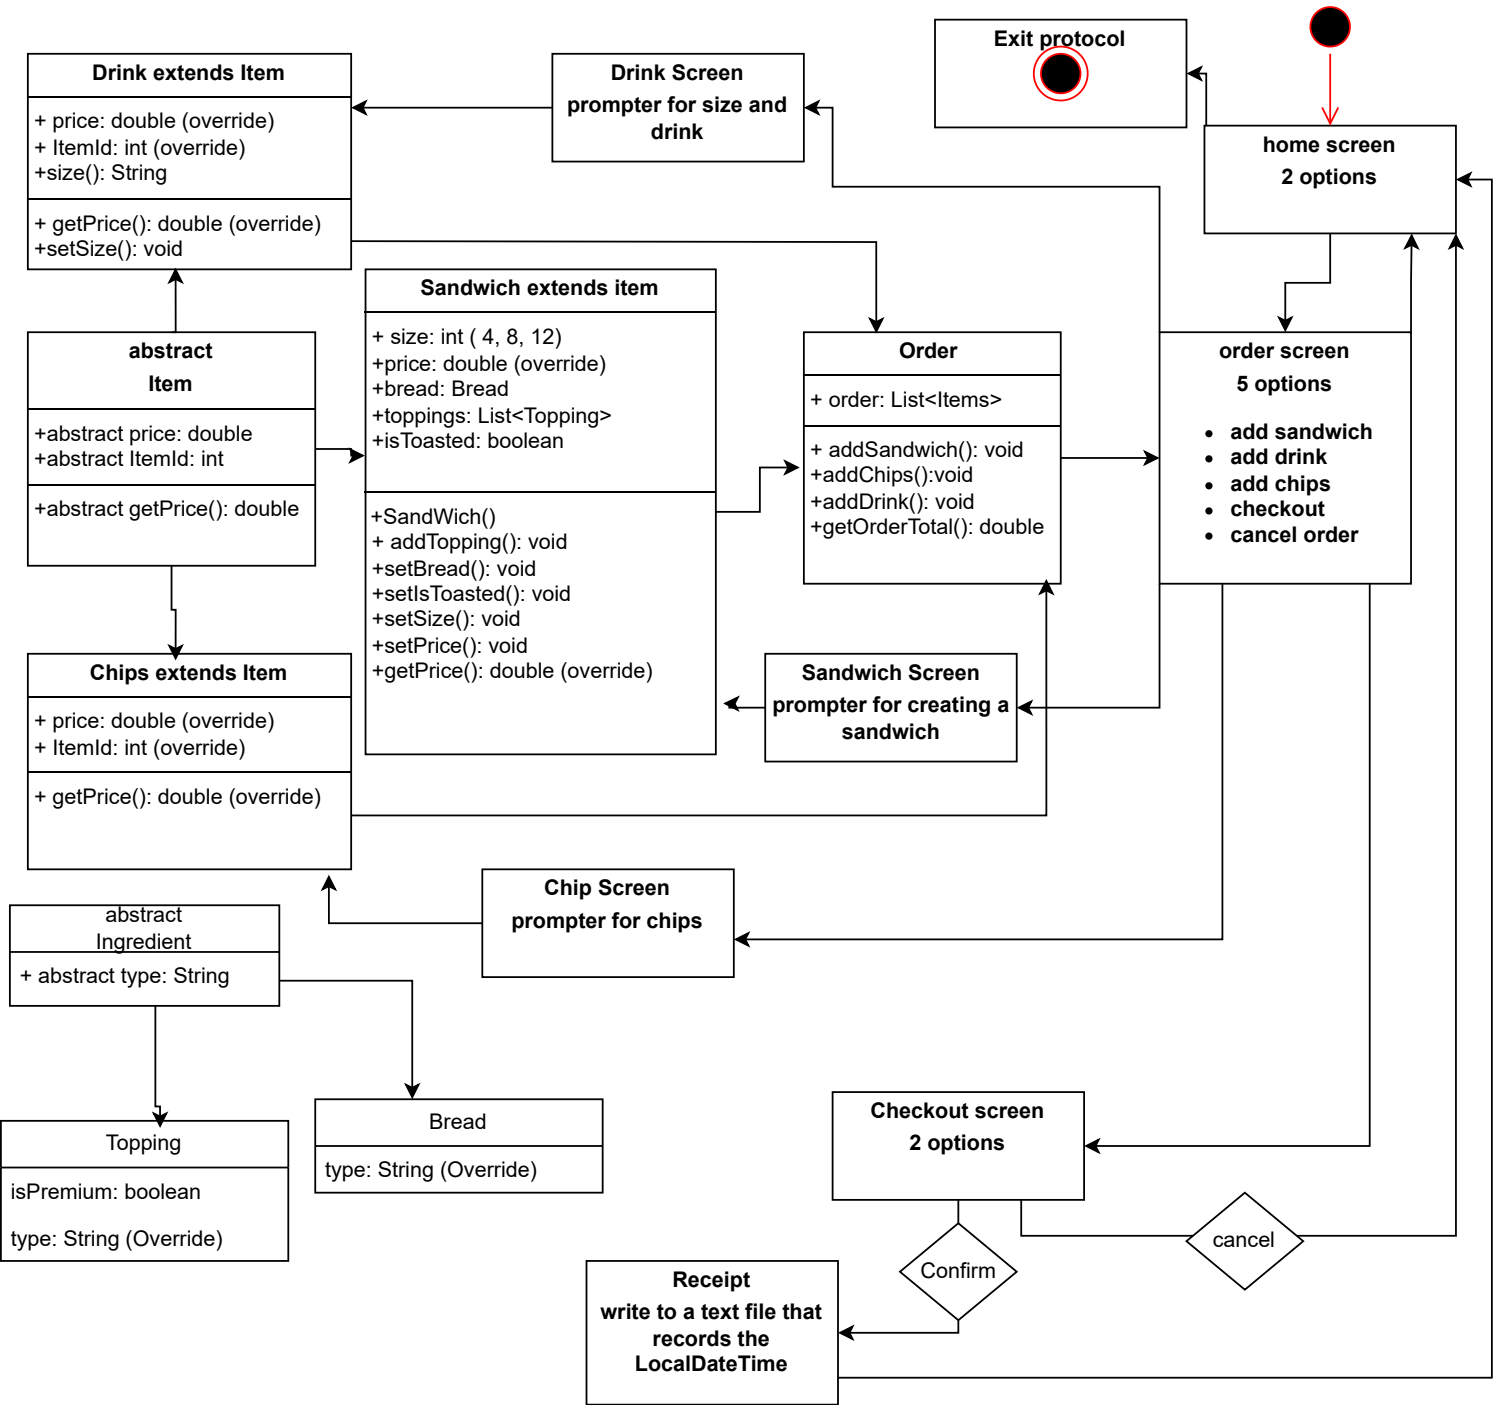 Exit protocol
home screen
2 options
Drink extends Item
+ price: double (override)
+ ItemId: int (override)
+size(): String
+ getPrice(): double (override)
+setSize(): void
Drink Screen
prompter for size and
drink
abstract
Item
+abstract price: double
+abstract ItemId: int
+abstract getPrice(): double
Sandwich extends item
+ size: int ( 4, 8, 12)
+price: double (override)
+bread: Bread
+toppings: List<Topping>
+isToasted: boolean
+SandWich()
+ addTopping(): void
+setBread(): void
+setIsToasted(): void
+setSize(): void
+setPrice(): void
+getPrice(): double (override)
Order
+ order: List<Items>
+ addSandwich(): void
+addChips():void
+addDrink(): void
+getOrderTotal(): double
order screen
5 options
• add sandwich
• add drink
• add chips
• checkout
• cancel order
Chips extends Item
+ price: double (override)
+ ItemId: int (override)
+ getPrice(): double (override)
Sandwich Screen
prompter for creating a
sandwich
Chip Screen
prompter for chips
abstract
Ingredient
+ abstract type: String
Topping
isPremium: boolean
type: String (Override)
Bread
type: String (Override)
Checkout screen
2 options
cancel
Confirm
Receipt
write to a text file that
records the
LocalDateTime